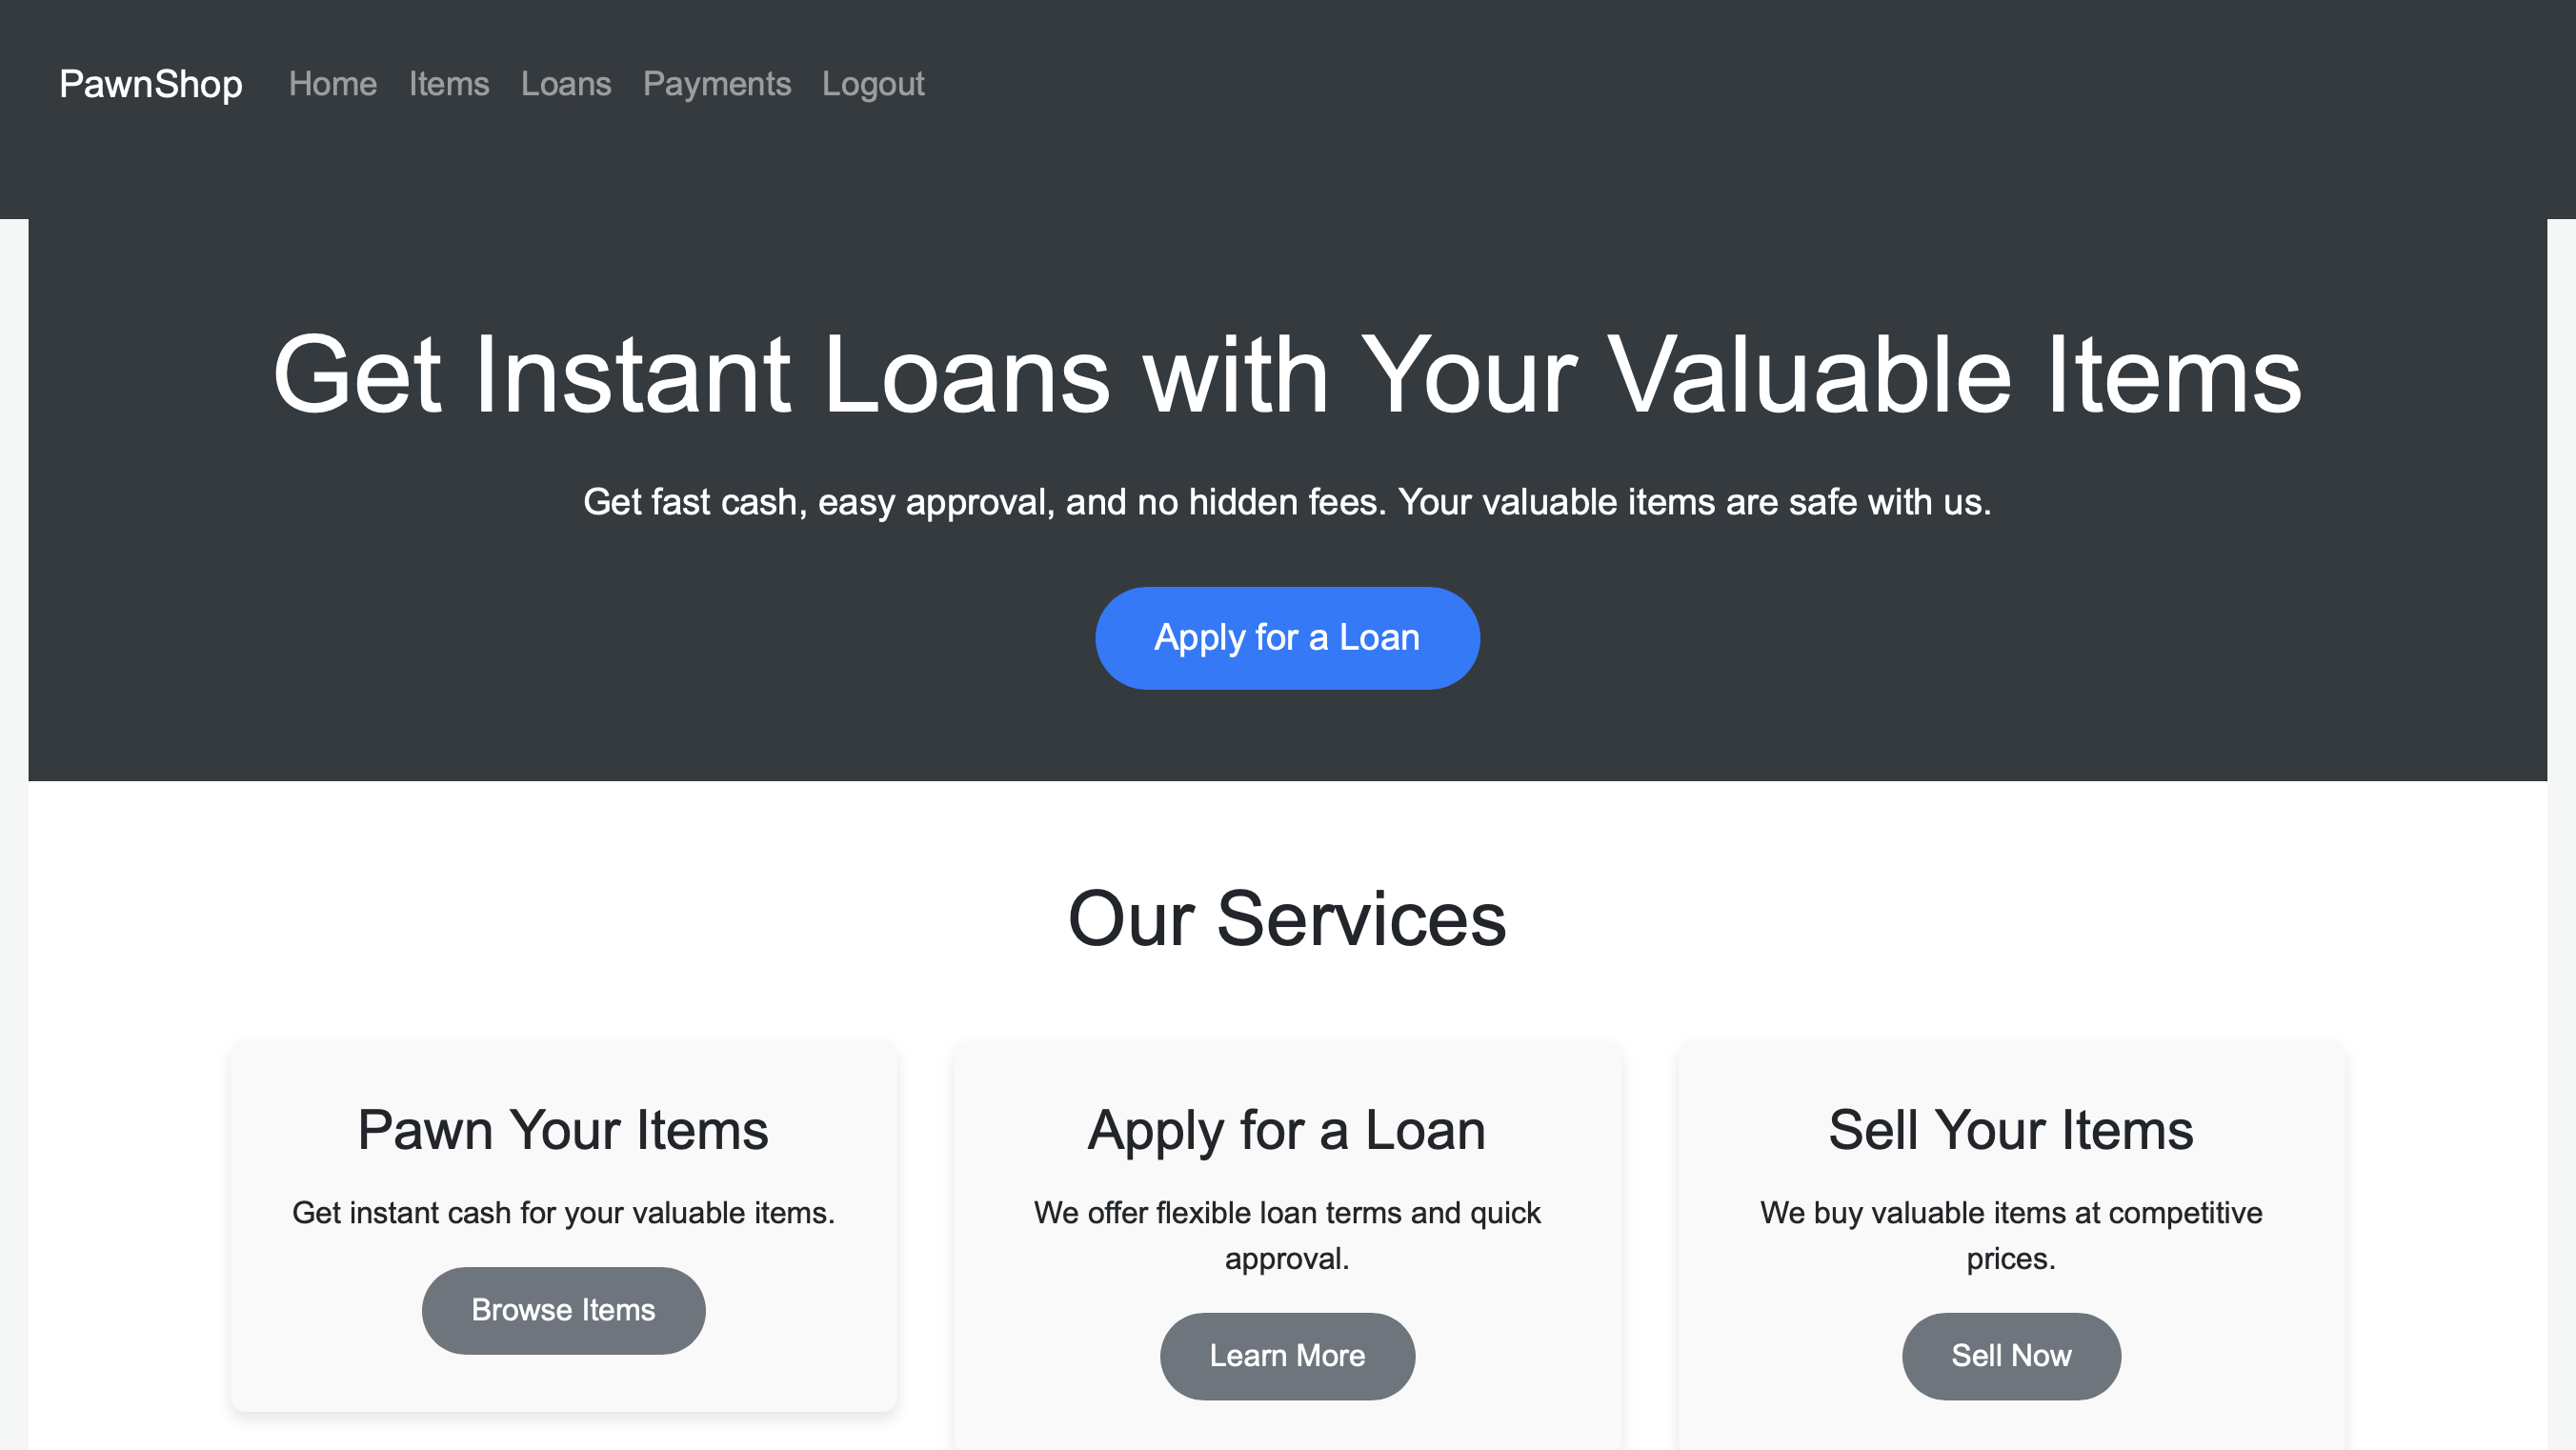 PawnShop Home Items Loans Payments Logout
Get Instant Loans with Your Valuable Items
Get fast cash, easy approval, and no hidden fees. Your valuable items are safe with us.
Apply for a Loan
Our Services
Pawn Your Items
Get instant cash for your valuable items.
Browse Items
Apply for a Loan
We offer flexible loan terms and quick
approval.
Learn More
Sell Your Items
We buy valuable items at competitive
prices.
Sell Now